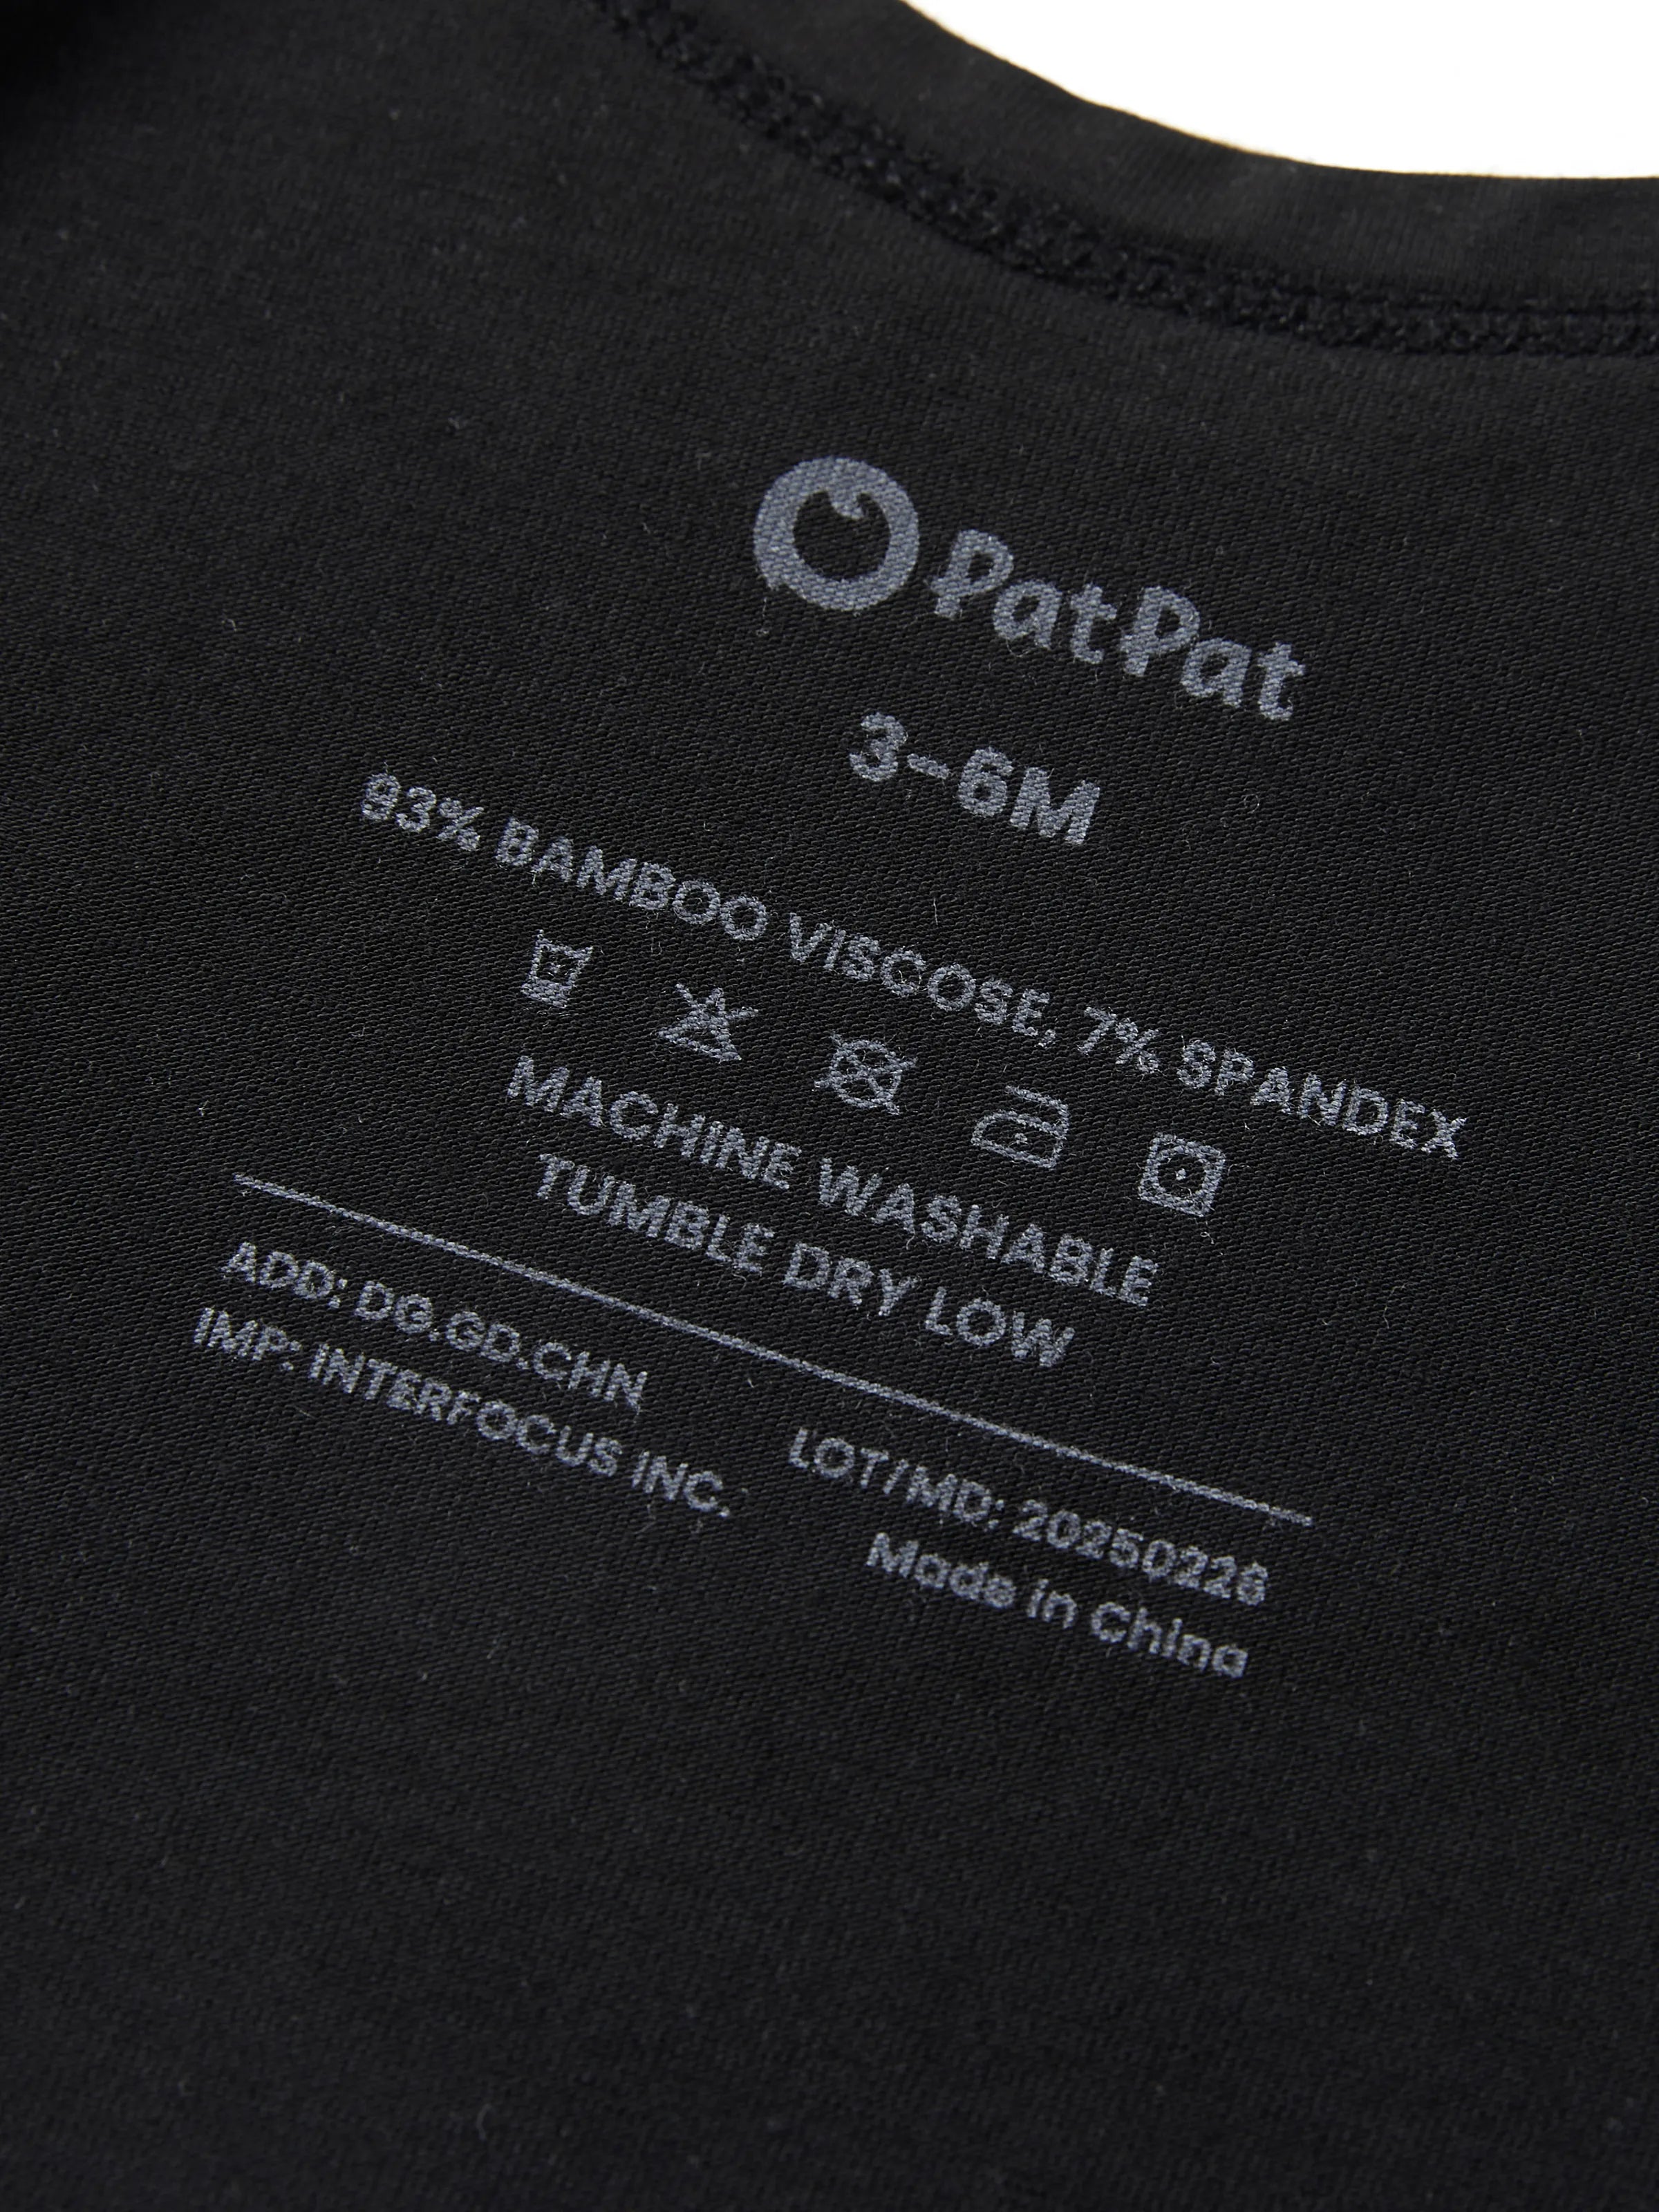 PatPat
3-6M
93% BAMBOO VISCOSE, 7% SPANDEX
MACHINE WASHABLE
TUMBLE DRY LOW
ADD: DG.GD.CHN
IMP: INTERFOCUS INC.
LOT/MD: 20250226
Made in China